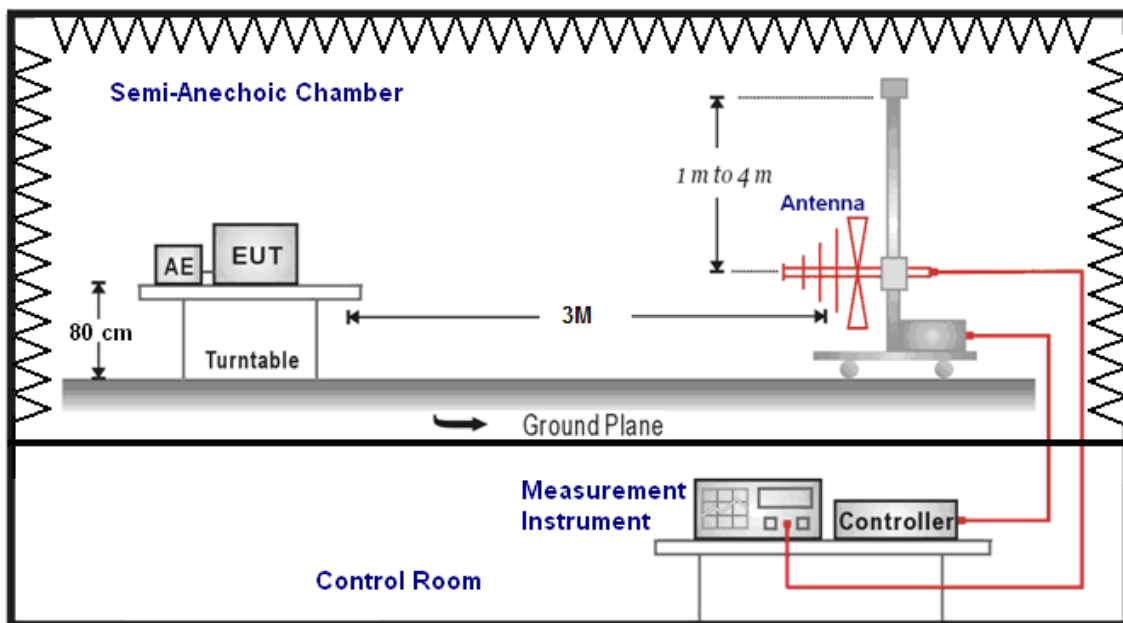 Semi-Anechoic Chamber
1 m to 4 m
Antenna
AE
EUT
80 cm
3M
Turntable
Ground Plane
Measurement
Instrument
Controller
Control Room